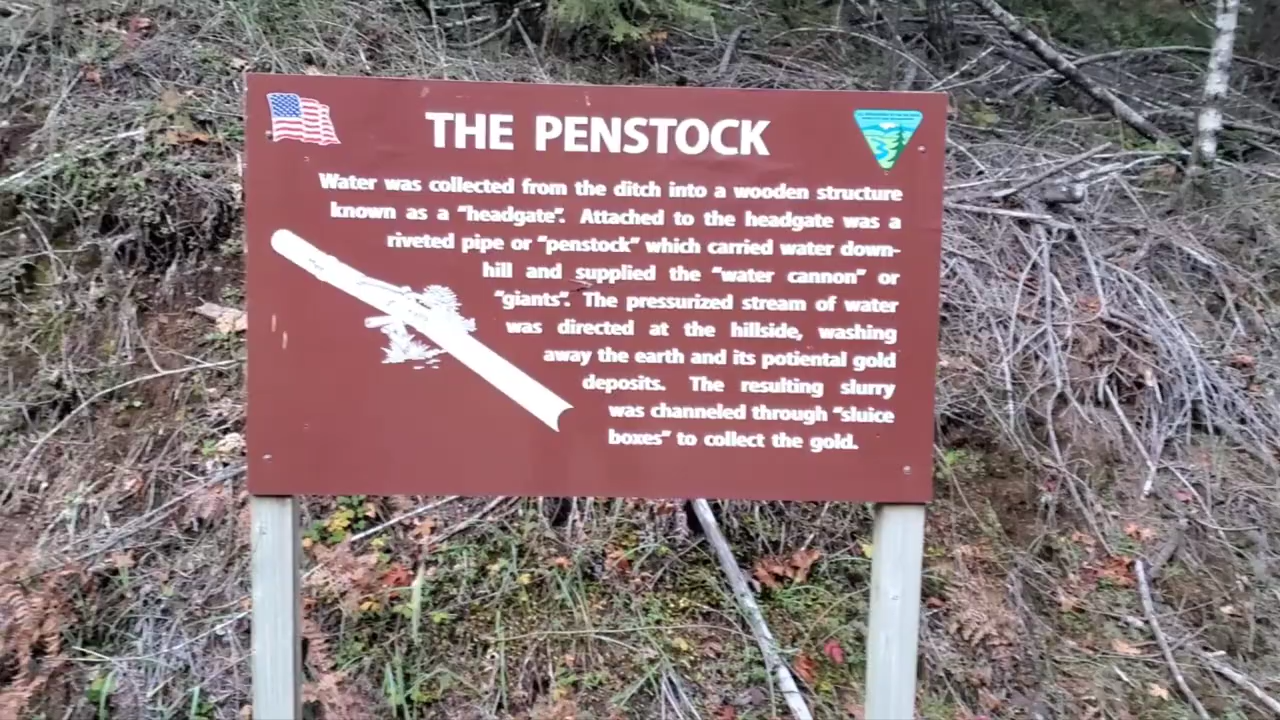 THE PENSTOCK
Water was collected from the ditch into a wooden structure
known as a "headgate". Attached to the headgate was a
riveted pipe or "penstock" which carried water down-
hill and supplied the "water cannon" or
"giants". The pressurized stream of water
was directed at the hillside, washing
away the earth and its potiental gold
deposits. The resulting slurry
was channeled through "sluice
boxes" to collect the gold.